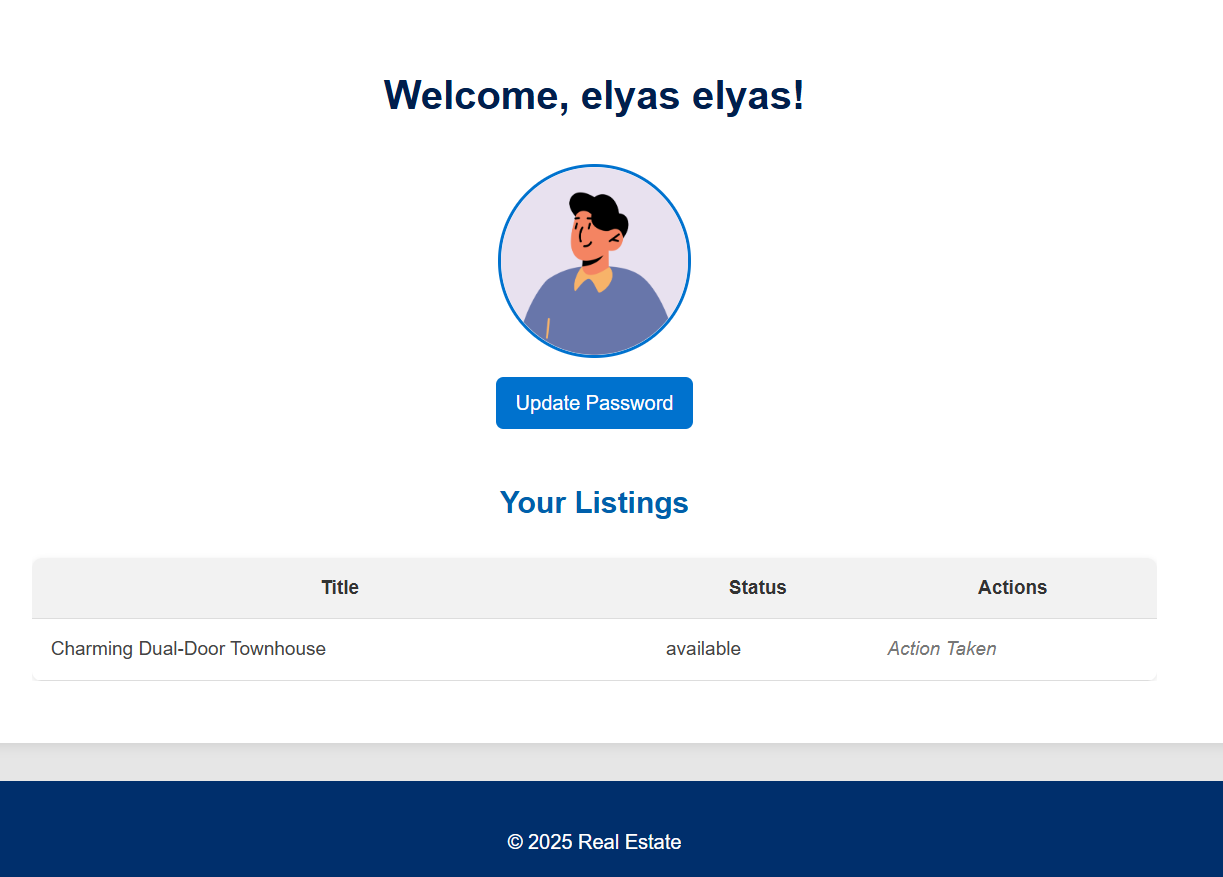 Welcome, elyas elyas!
Update Password
Your Listings
Title Status Actions
Charming Dual-Door Townhouse available Action Taken
© 2025 Real Estate